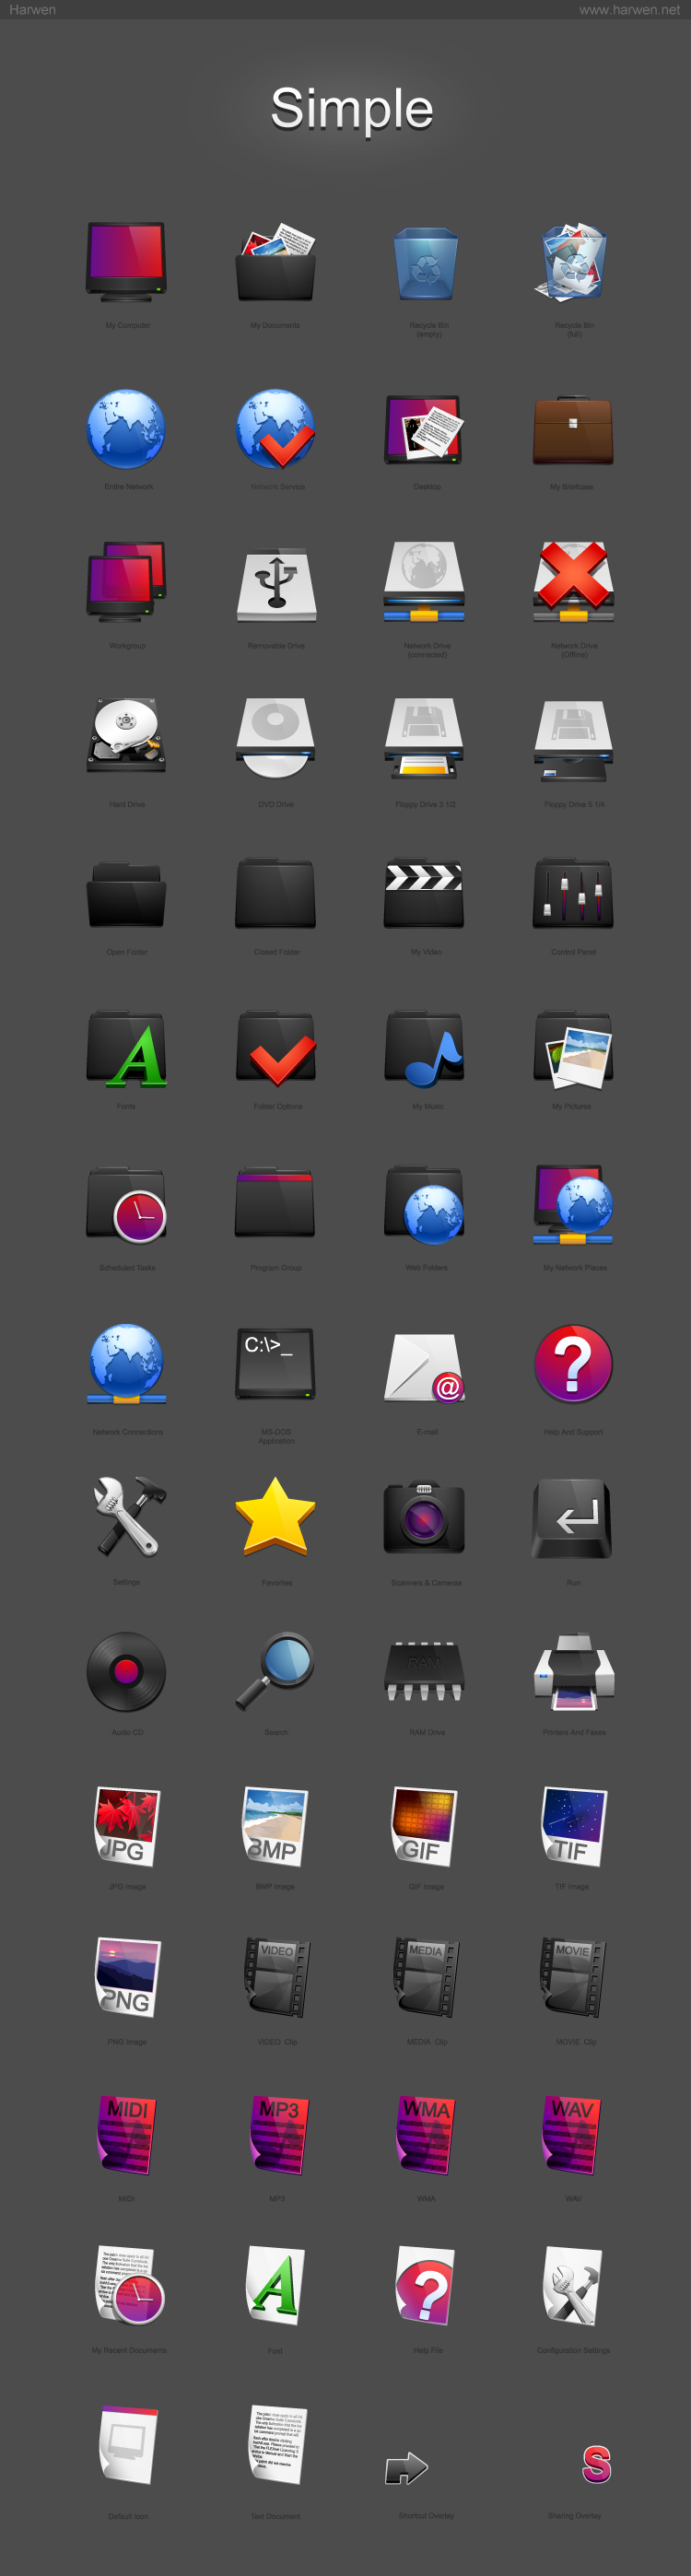 Harwen
www.harwen.net
Simple
My Computer
My Documents
Recycle Bin
(empty)
Recycle Bin
(full)
Entire Network
Network Service
Desktop
My Briefcase
Workgroup
Removable Drive
Network Drive
(connected)
Network Drive
(Offline)
Hard Drive
DVD Drive
Floppy Drive 3 1/2
Floppy Drive 5 1/4
Open Folder
Closed Folder
My Video
Control Panel
A
Fonts
Folder Options
My Music
My Pictures
Scheduled Tasks
Program Group
Web Folders
My Network Places
C:\>_
@
?
Network Connections
MS-DOS
Application
E-mail
Help And Support
Settings
Favorites
Scanners & Cameras
Run
RAM
Audio CD
Search
RAM Drive
Printers And Faxes
JPG
BMP
GIF
TIF
JPG Image
BMP Image
GIF Image
TIF Image
PNG
VIDEO
MEDIA
MOVIE
PNG Image
VIDEO Clip
MEDIA Clip
MOVIE Clip
MIDI
MP3
WMA
WAV
MIDI
MP3
WMA
WAV
A
?
My Recent Documents
Font
Help File
Configuration Settings
S
Default Icon
Text Document
Shortcut Overlay
Sharing Overlay